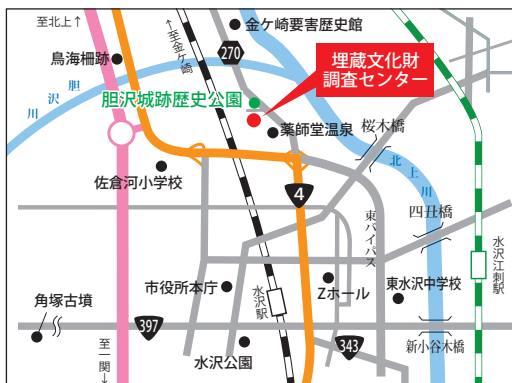 至北上↑
↑至金ケ崎
金ケ崎要害歴史館
270
鳥海柵跡
埋蔵文化財
調査センター
胆沢川
胆沢城跡歴史公園
薬師堂温泉
桜木橋
北上川
佐倉河小学校
4
四丑橋
東バイパス
水沢江刺駅
市役所本庁
水沢駅
Zホール
東水沢中学校
角塚古墳
397
343
新小谷木橋
至一関↓
水沢公園